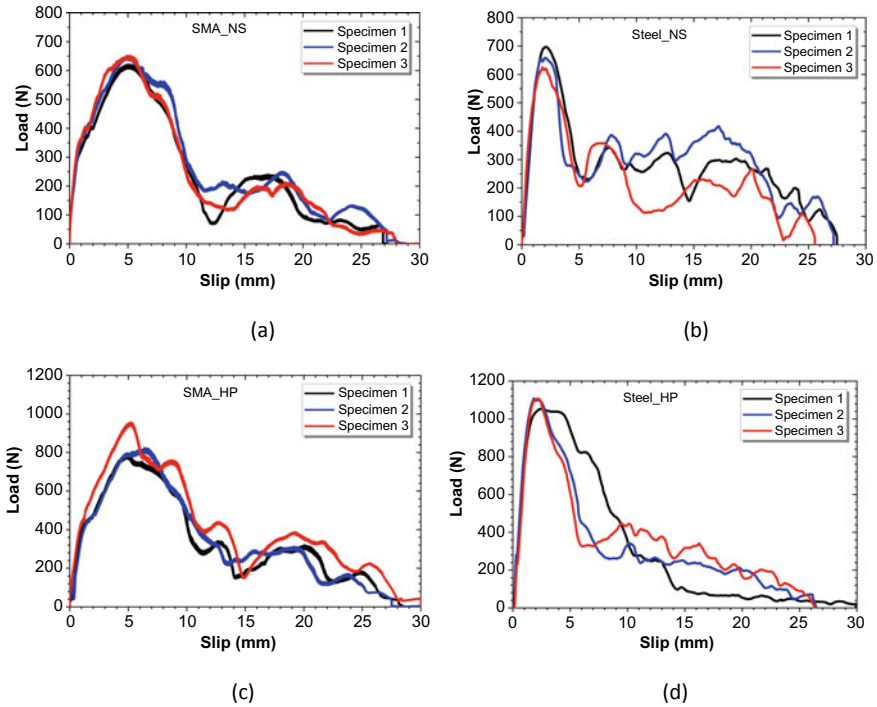 SMA_NS
Specimen 1
Specimen 2
Specimen 3
Load (N)
800
700
600
500
400
300
200
100
0
0 5 10 15 20 25 30
Slip (mm)
(a)
Steel_NS
Specimen 1
Specimen 2
Specimen 3
Load (N)
800
700
600
500
400
300
200
100
0
0 5 10 15 20 25 30
Slip (mm)
(b)
SMA_HP
Specimen 1
Specimen 2
Specimen 3
Load (N)
1200
1000
800
600
400
200
0
0 5 10 15 20 25 30
Slip (mm)
(c)
Steel_HP
Specimen 1
Specimen 2
Specimen 3
Load (N)
1200
1000
800
600
400
200
0
0 5 10 15 20 25 30
Slip (mm)
(d)